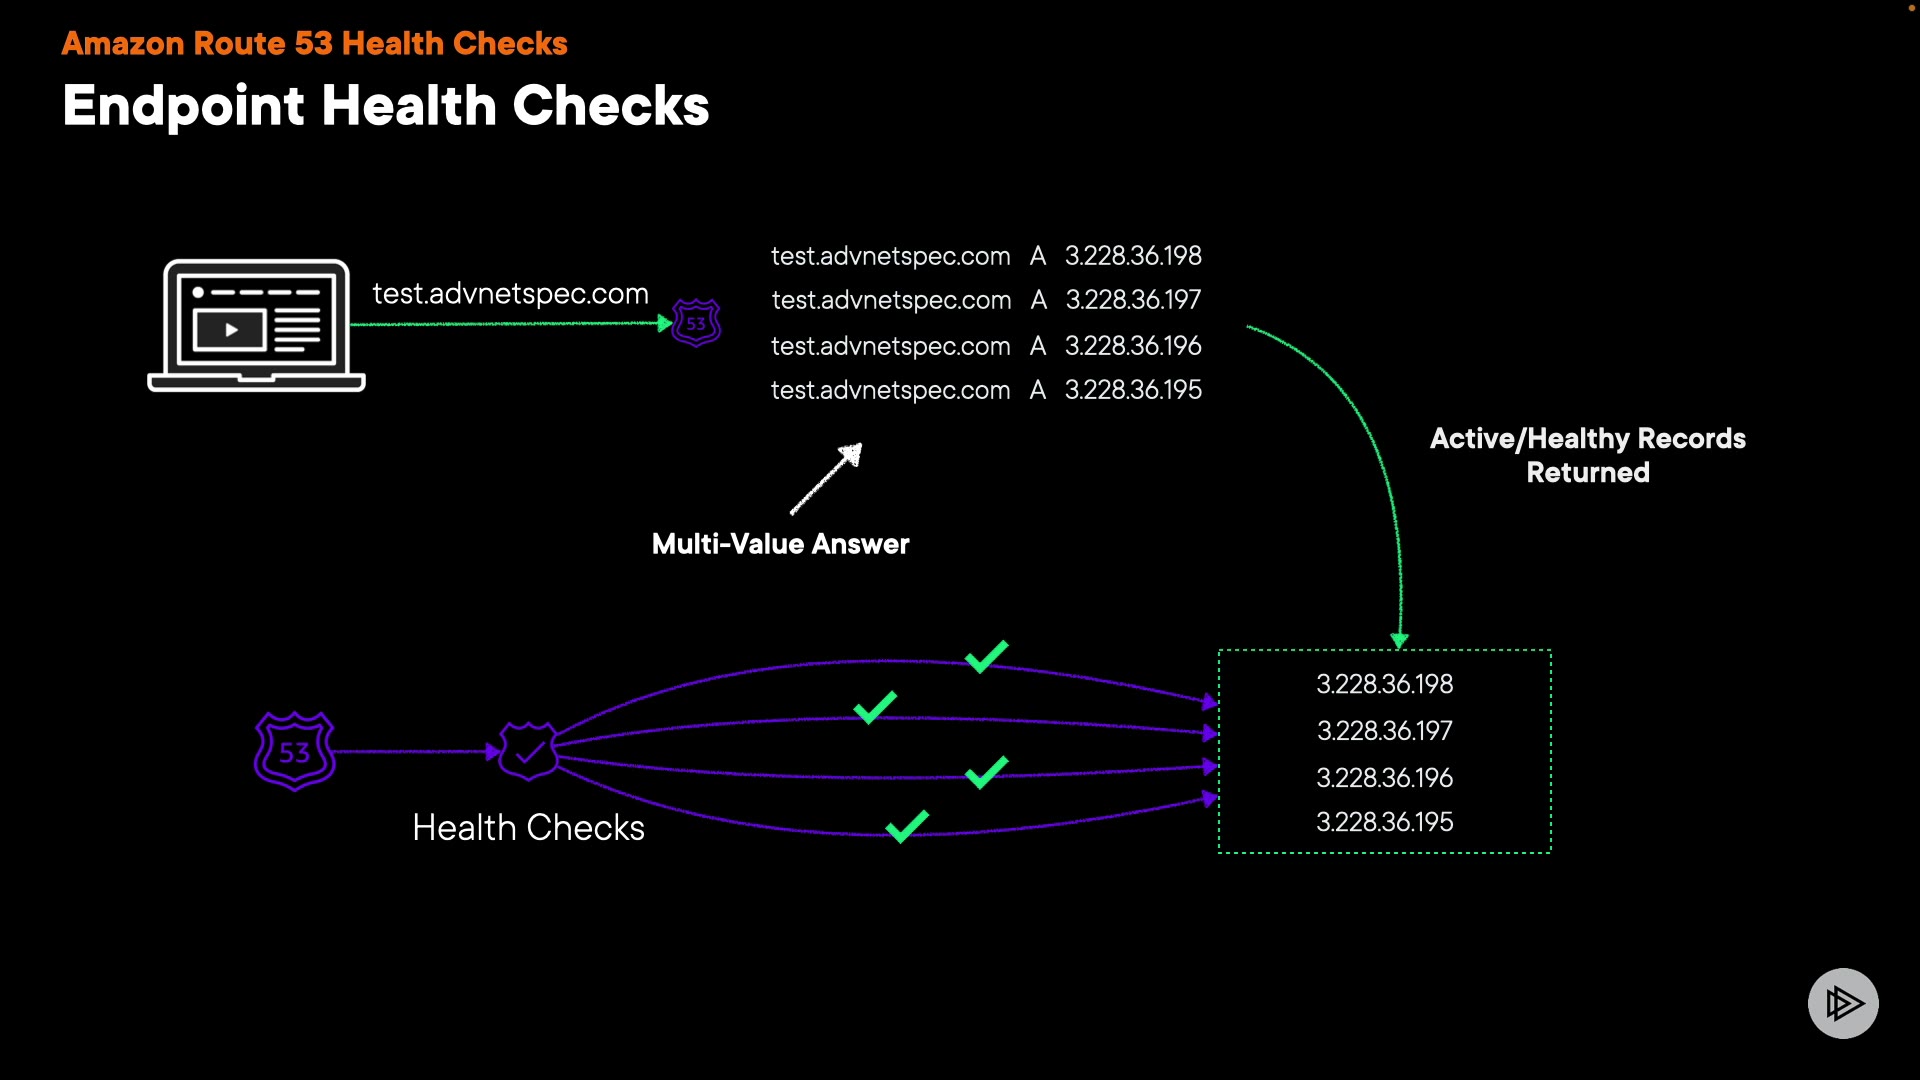 Amazon Route 53 Health Checks
Endpoint Health Checks
test.advnetspec.com
53
test.advnetspec.com A 3.228.36.198
test.advnetspec.com A 3.228.36.197
test.advnetspec.com A 3.228.36.196
test.advnetspec.com A 3.228.36.195
Active/Healthy Records
Returned
Multi-Value Answer
53
Health Checks
3.228.36.198
3.228.36.197
3.228.36.196
3.228.36.195